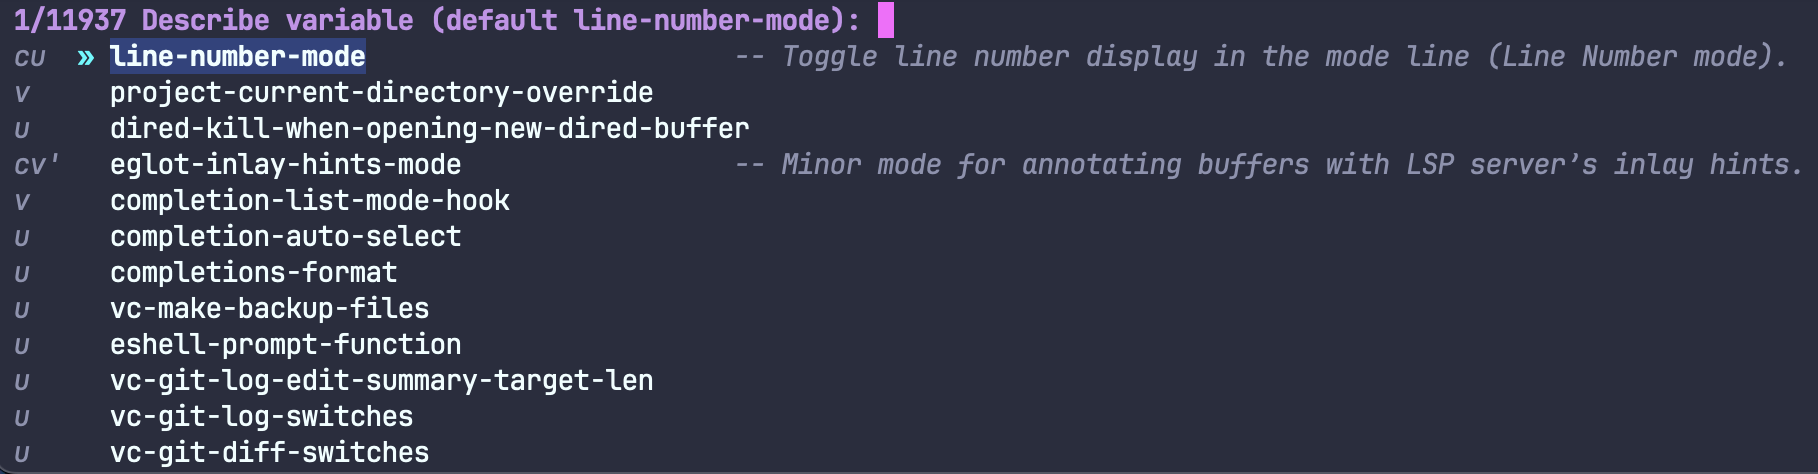 1/11937 Describe variable (default line-number-mode):
cu » line-number-mode -- Toggle line number display in the mode line (Line Number mode).
v project-current-directory-override
u dired-kill-when-opening-new-dired-buffer
cv' eglot-inlay-hints-mode -- Minor mode for annotating buffers with LSP server’s inlay hints.
v completion-list-mode-hook
u completion-auto-select
u completions-format
u vc-make-backup-files
u eshell-prompt-function
u vc-git-log-edit-summary-target-len
u vc-git-log-switches
u vc-git-diff-switches